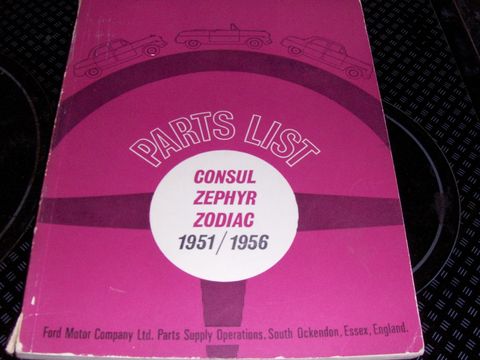 PARTS LIST
CONSUL
ZEPHYR
ZODIAC
1951/1956
Ford Motor Company Ltd. Parts Supply Operations. South Ockendon, Essex, England.